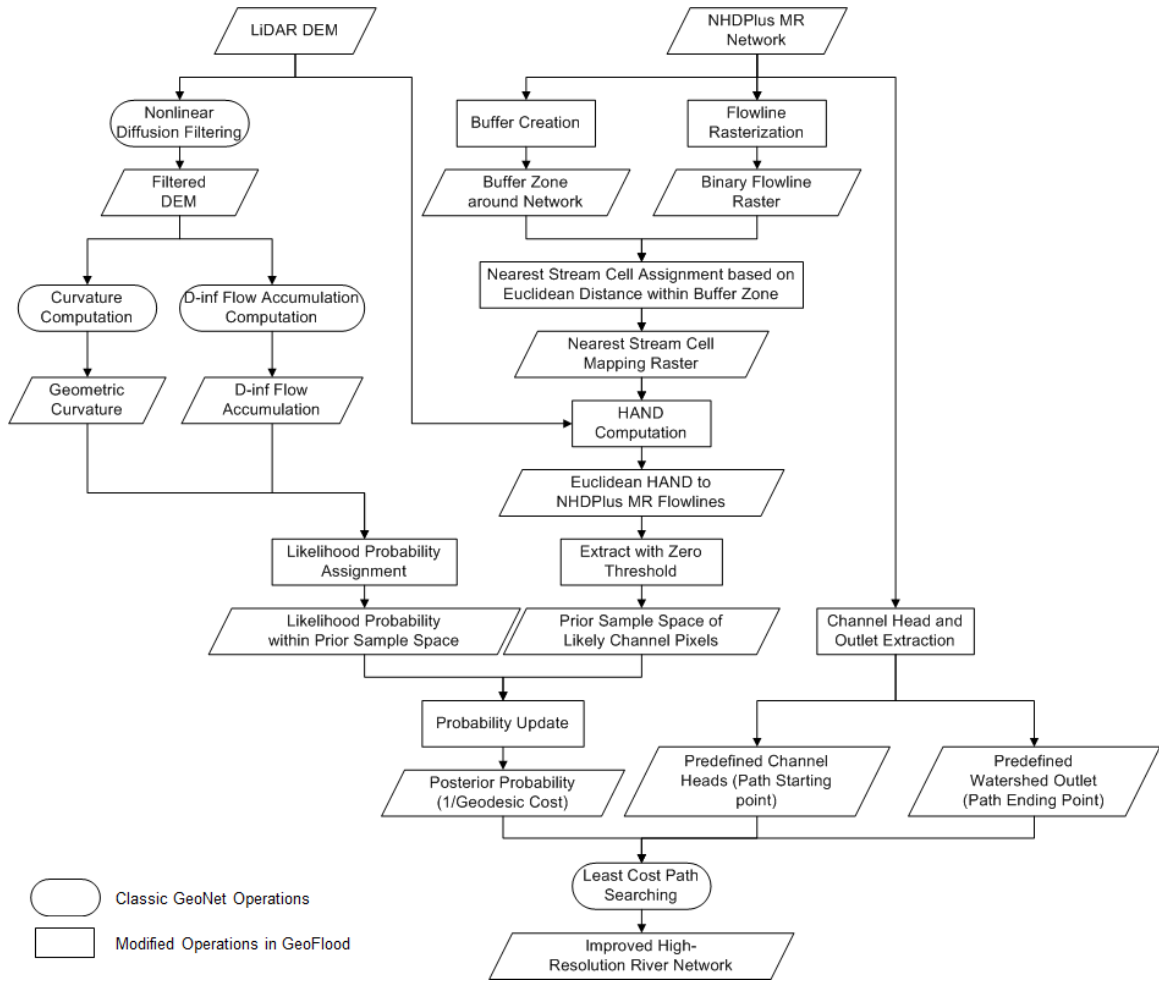 LiDAR DEM
NHDPlus MR
Network
Nonlinear
Diffusion Filtering
Buffer Creation
Flowline
Rasterization
Filtered
DEM
Buffer Zone
around Network
Binary Flowline
Raster
Nearest Stream Cell Assignment based on
Euclidean Distance within Buffer Zone
Curvature
Computation
D-inf Flow Accumulation
Computation
Nearest Stream Cell
Mapping Raster
Geometric
Curvature
D-inf Flow
Accumulation
HAND
Computation
Euclidean HAND to
NHDPlus MR Flowlines
Likelihood Probability
Assignment
Extract with Zero
Threshold
Likelihood Probability
within Prior Sample Space
Prior Sample Space of
Likely Channel Pixels
Channel Head and
Outlet Extraction
Probability Update
Posterior Probability
(1/Geodesic Cost)
Predefined Channel
Heads (Path Starting
point)
Predefined
Watershed Outlet
(Path Ending Point)
Least Cost Path
Searching
Classic GeoNet Operations
Modified Operations in GeoFlood
Improved High-
Resolution River Network